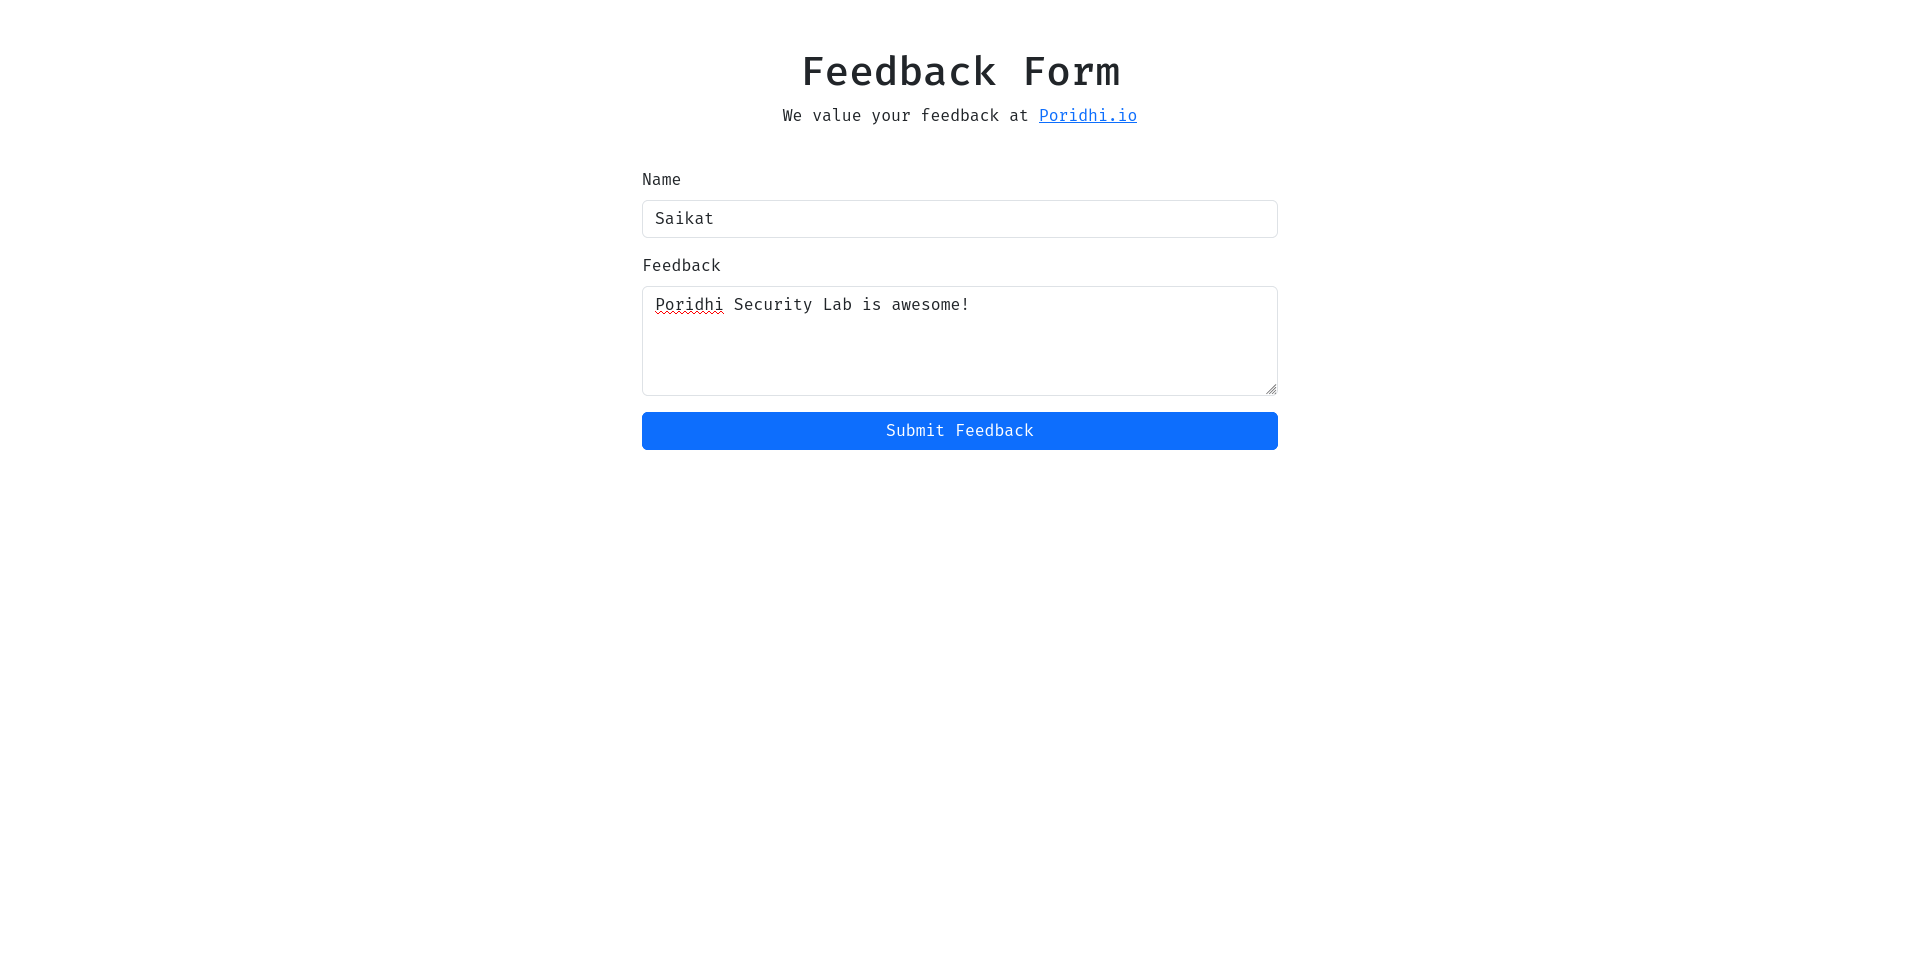 Feedback Form
We value your feedback at Poridhi.io
Name
Saikat
Feedback
Poridhi Security Lab is awesome!
Submit Feedback